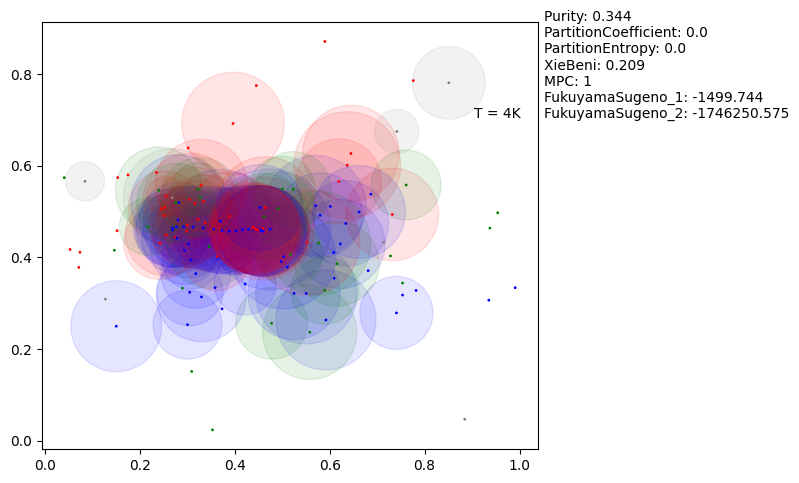 Purity: 0.344
PartitionCoefficient: 0.0
PartitionEntropy: 0.0
XieBeni: 0.209
MPC: 1
FukuyamaSugeno_1: -1499.744
FukuyamaSugeno_2: -1746250.575
T = 4K
0.8
0.6
0.4
0.2
0.0
0.0 0.2 0.4 0.6 0.8 1.0